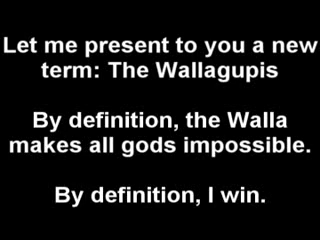 Let me present to you a new
term: The Wallagupis
By definition, the Walla
makes all gods impossible.
By definition, I win.